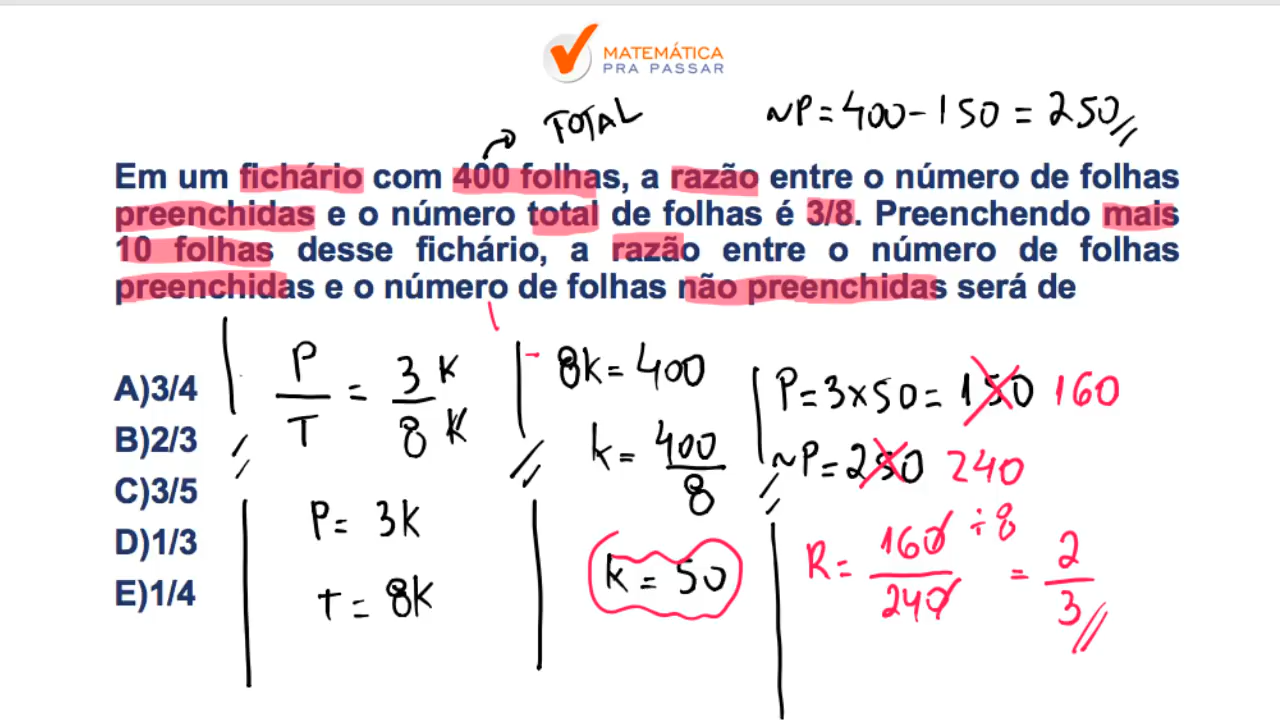 MATEMÁTICA
PRA PASSAR
TOTAL
~P = 400 - 150 = 250
Em um fichário com 400 folhas, a razão entre o número de folhas
preenchidas e o número total de folhas é 3/8. Preenchendo mais
10 folhas desse fichário, a razão entre o número de folhas
preenchidas e o número de folhas não preenchidas será de
A)3/4
B)2/3
C)3/5
D)1/3
E)1/4
P/T = 3K/8K
P = 3K
T = 8K
8k = 400
k = 400/8
k = 50
P = 3x50 = 150 160
~P = 250 240
R = 160/240 ÷8 = 2/3